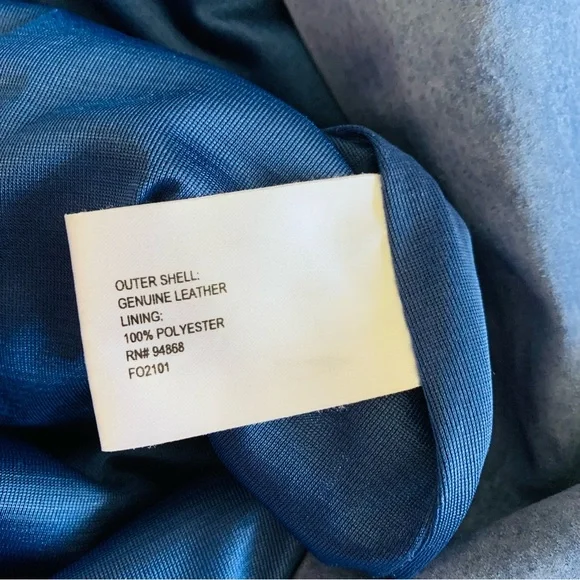 OUTER SHELL:
GENUINE LEATHER
LINING:
100% POLYESTER
RN# 94868
FO2101